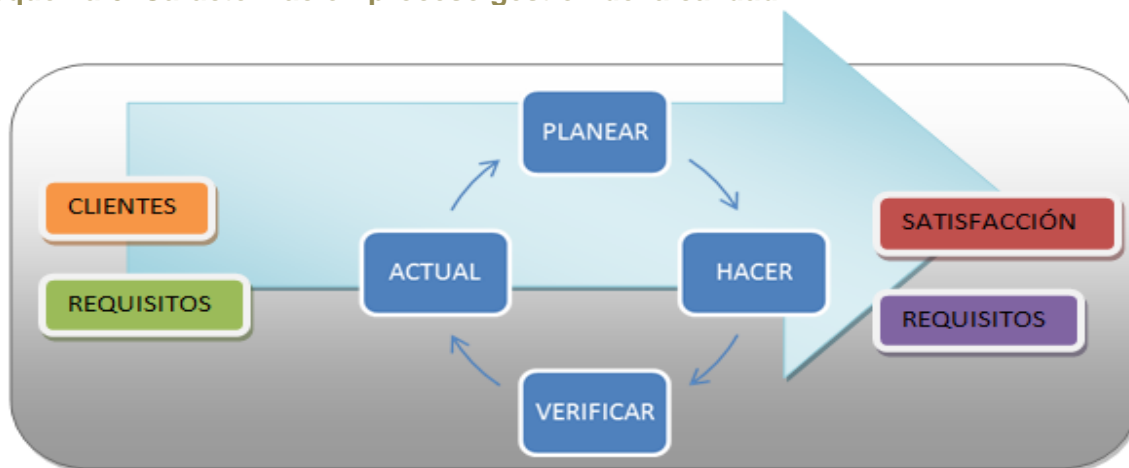 PLANEAR
CLIENTES
SATISFACCIÓN
ACTUAL
HACER
REQUISITOS
REQUISITOS
VERIFICAR